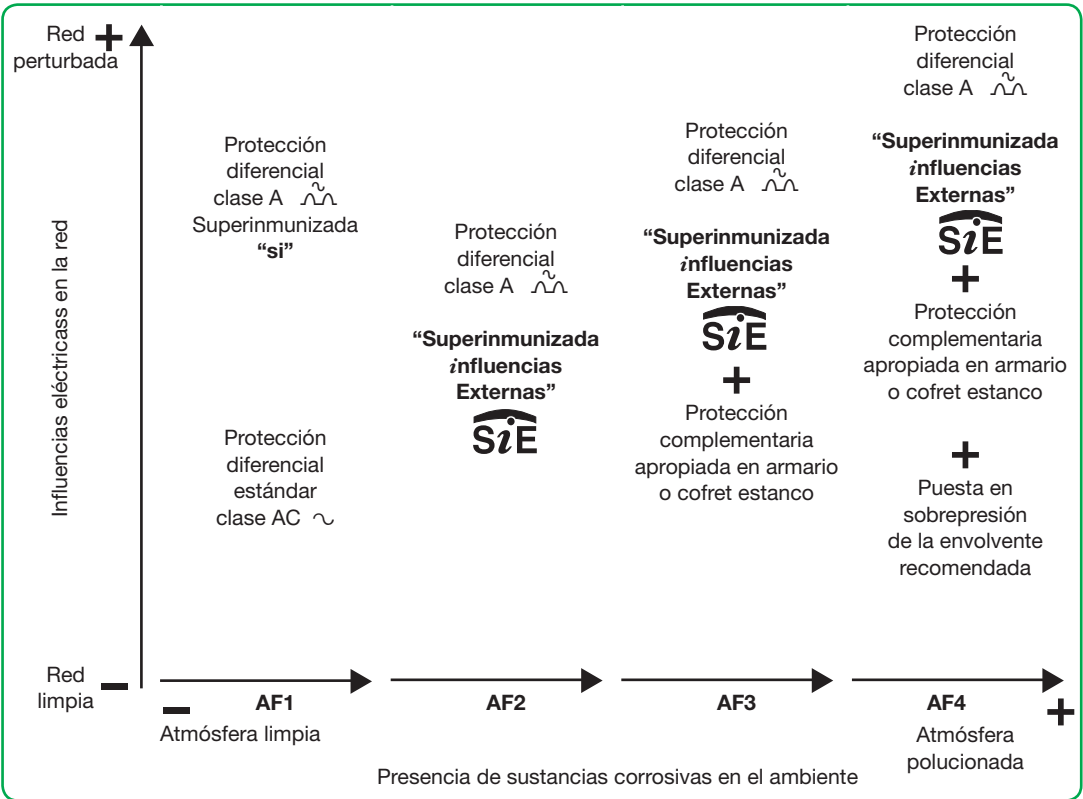 Red
perturbada
+
Influencias eléctricass en la red
Red
limpia
−
Protección
diferencial
clase A
Superinmunizada
“si”
Protección
diferencial
estándar
clase AC
Protección
diferencial
clase A
“Superinmunizada
influencias
Externas”
SiE
Protección
diferencial
clase A
“Superinmunizada
influencias
Externas”
SiE
+
Protección
complementaria
apropiada en armario
o cofret estanco
Protección
diferencial
clase A
“Superinmunizada
influencias
Externas”
SiE
+
Protección
complementaria
apropiada en armario
o cofret estanco
+
Puesta en
sobrepresión
de la envolvente
recomendada
−
AF1
AF2
AF3
AF4
+
Atmósfera limpia
Atmósfera
polucionada
Presencia de sustancias corrosivas en el ambiente